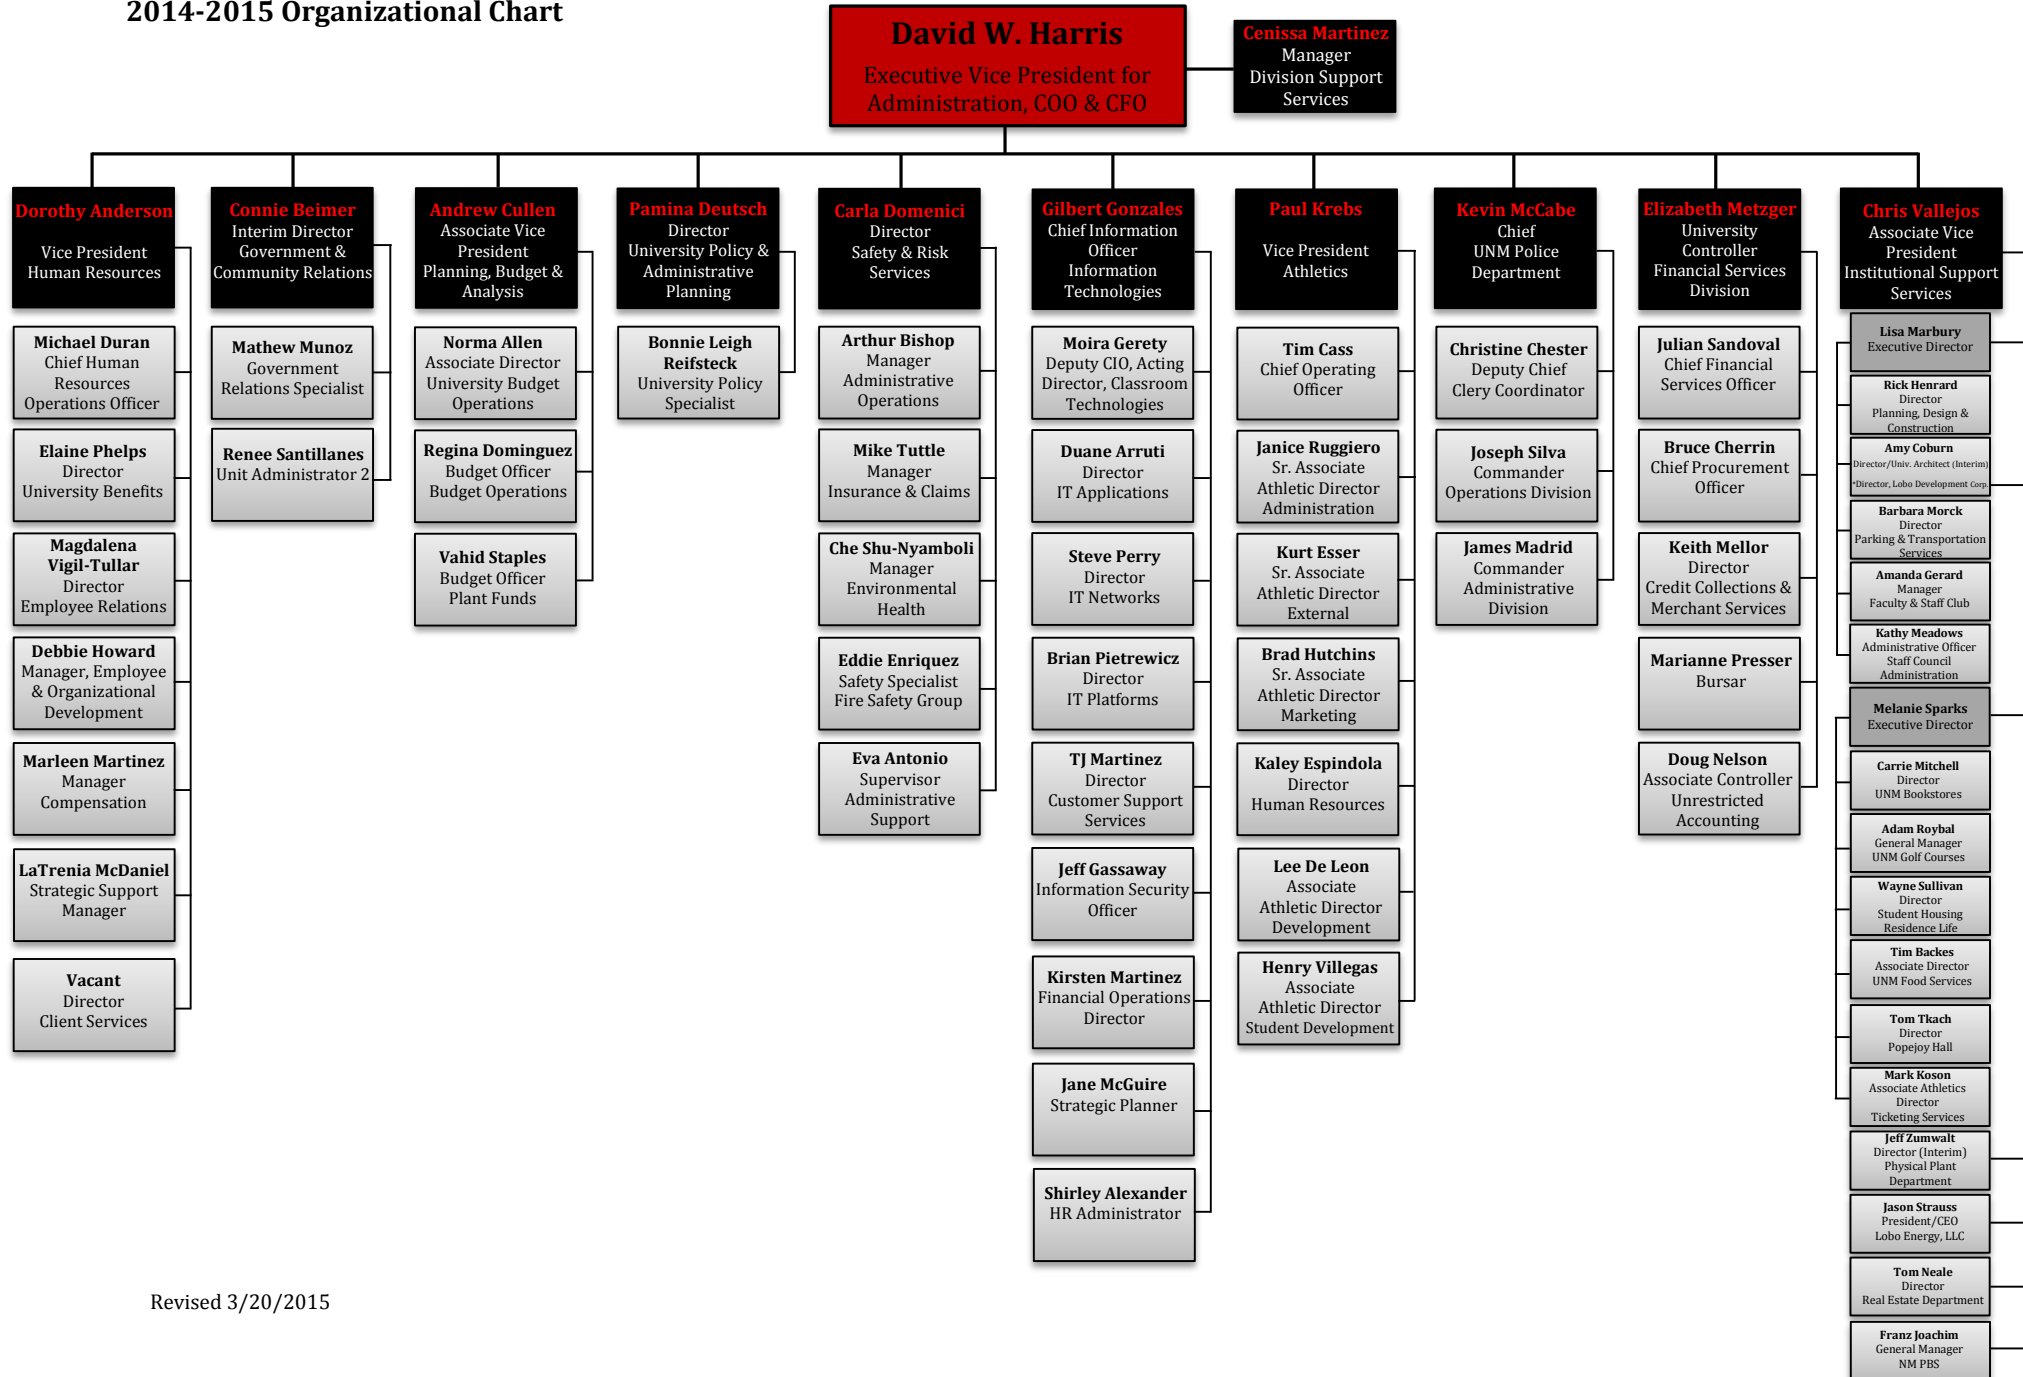 2014-2015 Organizational Chart
David W. Harris
Executive Vice President for
Administration, COO & CFO
Cenissa Martinez
Manager
Division Support
Services
Dorothy Anderson
Vice President
Human Resources
Michael Duran
Chief Human
Resources
Operations Officer
Elaine Phelps
Director
University Benefits
Magdalena
Vigil-Tullar
Director
Employee Relations
Debbie Howard
Manager, Employee
& Organizational
Development
Marleen Martinez
Manager
Compensation
LaTrenia McDaniel
Strategic Support
Manager
Vacant
Director
Client Services
Connie Beimer
Interim Director
Government &
Community Relations
Mathew Munoz
Government
Relations Specialist
Renee Santillanes
Unit Administrator 2
Andrew Cullen
Associate Vice
President
Planning, Budget &
Analysis
Norma Allen
Associate Director
University Budget
Operations
Regina Dominguez
Budget Officer
Budget Operations
Vahid Staples
Budget Officer
Plant Funds
Pamina Deutsch
Director
University Policy &
Administrative
Planning
Bonnie Leigh
Reifsteck
University Policy
Specialist
Carla Domenici
Director
Safety & Risk
Services
Arthur Bishop
Manager
Administrative
Operations
Mike Tuttle
Manager
Insurance & Claims
Che Shu-Nyamboli
Manager
Environmental
Health
Eddie Enriquez
Safety Specialist
Fire Safety Group
Eva Antonio
Supervisor
Administrative
Support
Gilbert Gonzales
Chief Information
Officer
Information
Technologies
Moira Gerety
Deputy CIO, Acting
Director, Classroom
Technologies
Duane Arruti
Director
IT Applications
Steve Perry
Director
IT Networks
Brian Pietrewicz
Director
IT Platforms
TJ Martinez
Director
Customer Support
Services
Jeff Gassaway
Information Security
Officer
Kirsten Martinez
Financial Operations
Director
Jane McGuire
Strategic Planner
Shirley Alexander
HR Administrator
Paul Krebs
Vice President
Athletics
Tim Cass
Chief Operating
Officer
Janice Ruggiero
Sr. Associate
Athletic Director
Administration
Kurt Esser
Sr. Associate
Athletic Director
External
Brad Hutchins
Sr. Associate
Athletic Director
Marketing
Kaley Espindola
Director
Human Resources
Lee De Leon
Associate
Athletic Director
Development
Henry Villegas
Associate
Athletic Director
Student Development
Kevin McCabe
Chief
UNM Police
Department
Christine Chester
Deputy Chief
Clery Coordinator
Joseph Silva
Commander
Operations Division
James Madrid
Commander
Administrative
Division
Elizabeth Metzger
University
Controller
Financial Services
Division
Julian Sandoval
Chief Financial
Services Officer
Bruce Cherrin
Chief Procurement
Officer
Keith Mellor
Director
Credit Collections &
Merchant Services
Marianne Presser
Bursar
Doug Nelson
Associate Controller
Unrestricted
Accounting
Chris Vallejos
Associate Vice
President
Institutional Support
Services
Lisa Marbury
Executive Director
Rick Henrard
Director
Planning, Design &
Construction
Amy Coburn
Director/Univ. Architect (Interim)
*Director, Lobo Development Corp.
Barbara Morck
Director
Parking & Transportation
Services
Amanda Gerard
Manager
Faculty & Staff Club
Kathy Meadows
Administrative Officer
Staff Council
Administration
Melanie Sparks
Executive Director
Carrie Mitchell
Director
UNM Bookstores
Adam Roybal
General Manager
UNM Golf Courses
Wayne Sullivan
Director
Student Housing
Residence Life
Tim Backes
Associate Director
UNM Food Services
Tom Tkach
Director
Popejoy Hall
Mark Koson
Associate Athletics
Director
Ticketing Services
Jeff Zumwalt
Director (Interim)
Physical Plant
Department
Jason Strauss
President/CEO
Lobo Energy, LLC
Tom Neale
Director
Real Estate Department
Franz Joachim
General Manager
NM PBS
Revised 3/20/2015